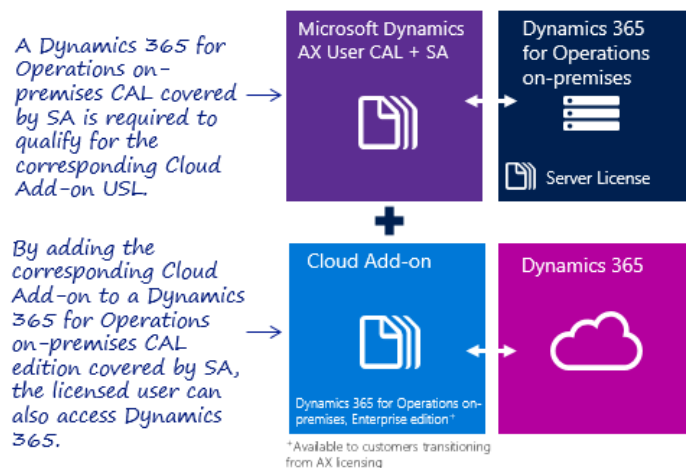 A Dynamics 365 for
Operations on-
premises CAL covered
by SA is required to
qualify for the
corresponding Cloud
Add-on USL.
Microsoft Dynamics
AX User CAL + SA
Dynamics 365
for Operations
on-premises
Server License
By adding the
corresponding Cloud
Add-on to a Dynamics
365 for Operations
on-premises CAL
edition covered by SA,
the licensed user can
also access Dynamics
365.
Cloud Add-on
Dynamics 365 for Operations on-
premises, Enterprise edition⁺
Dynamics 365
⁺Available to customers transitioning
from AX licensing